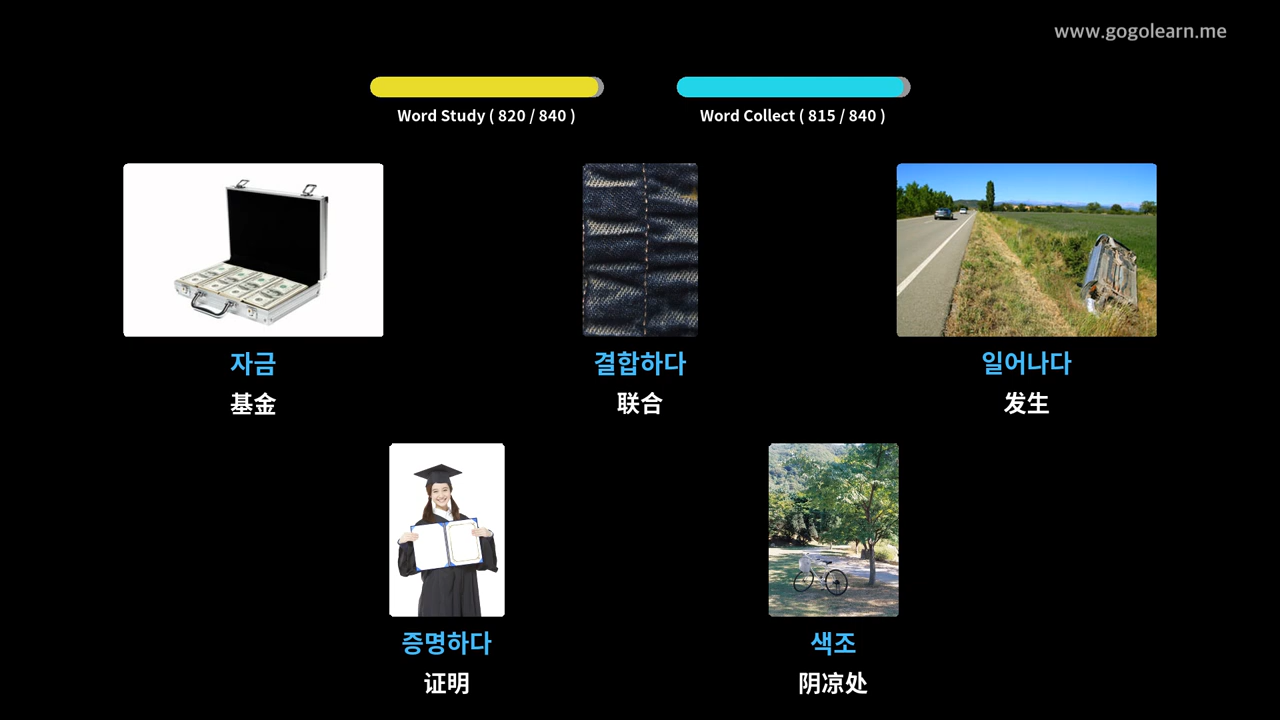 www.gogolearn.me
Word Study ( 820 / 840 )
Word Collect ( 815 / 840 )
자금
基金
결합하다
联合
일어나다
发生
증명하다
证明
색조
阴凉处